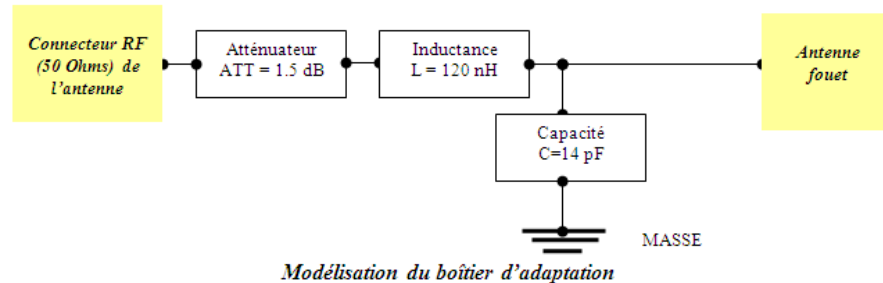 Connecteur RF
(50 Ohms) de
l'antenne
Atténuateur
ATT = 1.5 dB
Inductance
L = 120 nH
Antenne
fouet
Capacité
C=14 pF
MASSE
Modélisation du boîtier d'adaptation